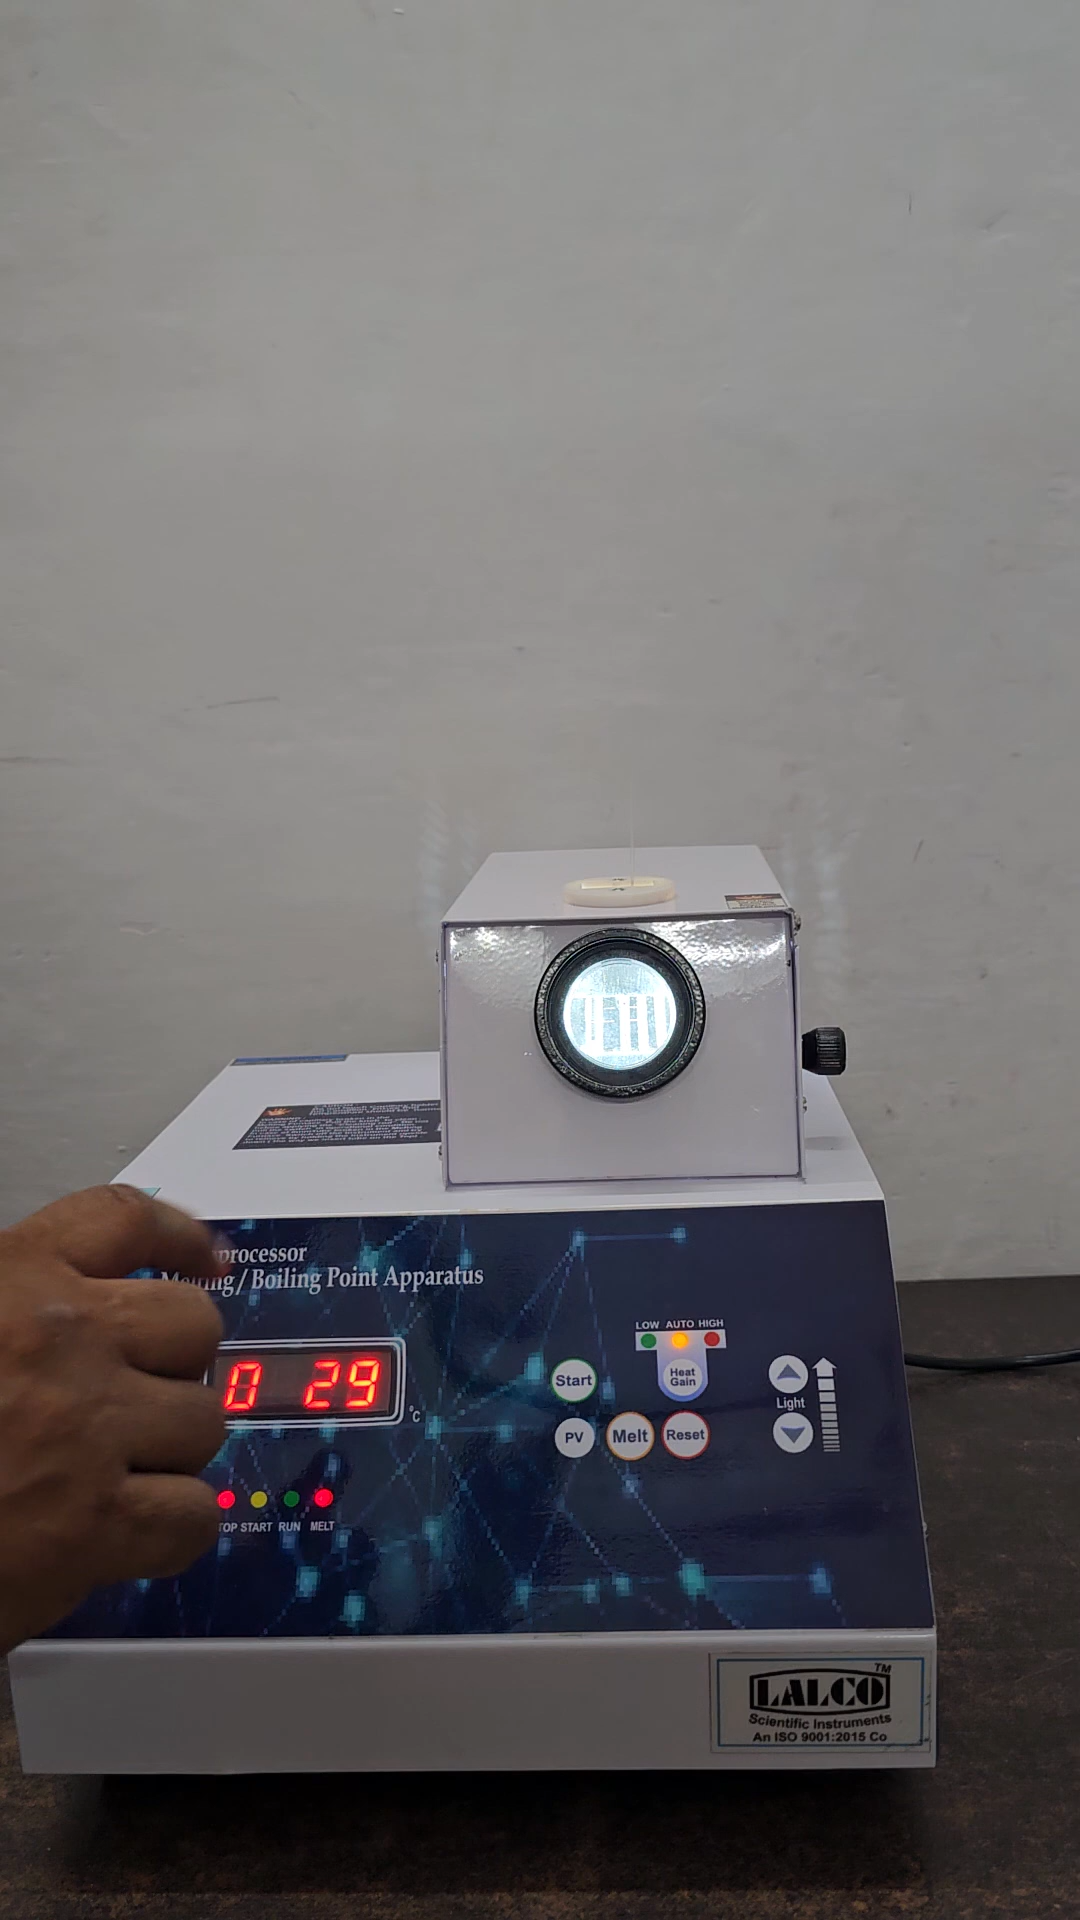 processor
Melting / Boiling Point Apparatus
0 29
°C
LOW AUTO HIGH
Start
Heat
Gain
PV
Melt
Reset
Light
TOP START RUN MELT
LALCO TM
Scientific Instruments
An ISO 9001:2015 Co